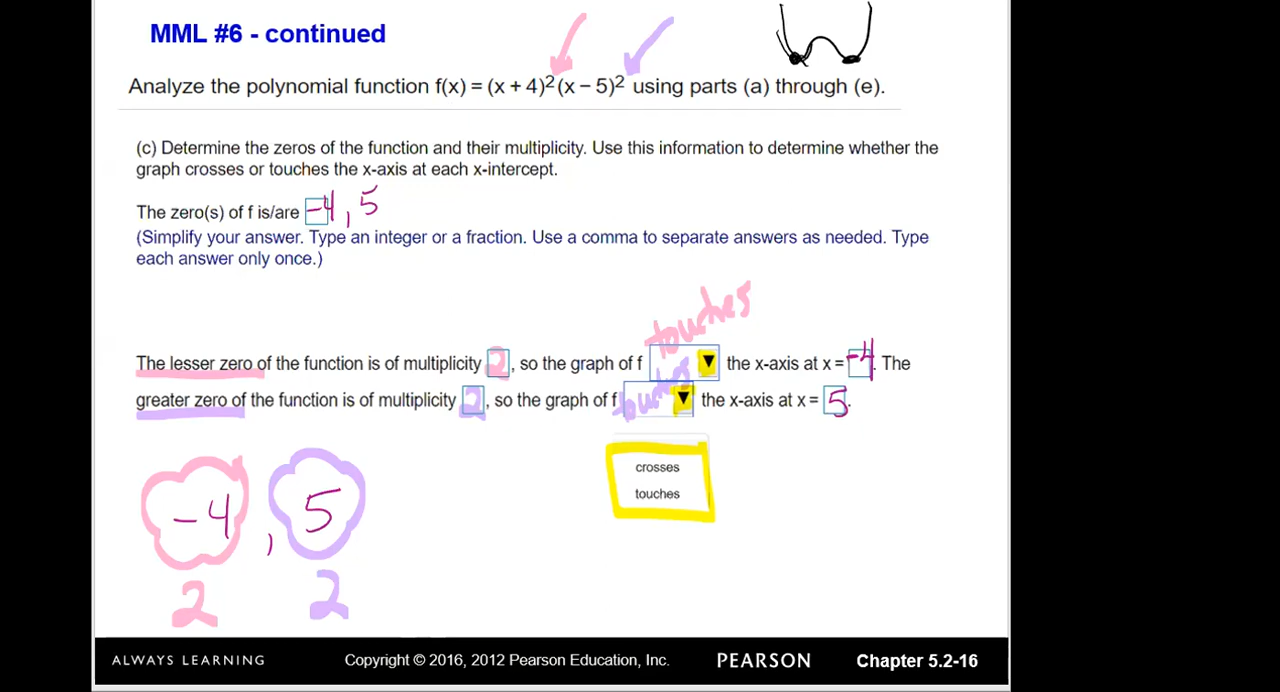 MML #6 - continued
Analyze the polynomial function f(x) = (x + 4)²(x − 5)² using parts (a) through (e).
(c) Determine the zeros of the function and their multiplicity. Use this information to determine whether the
graph crosses or touches the x-axis at each x-intercept.
The zero(s) of f is/are -4, 5
(Simplify your answer. Type an integer or a fraction. Use a comma to separate answers as needed. Type
each answer only once.)
touches
The lesser zero of the function is of multiplicity 2, so the graph of f ▼ the x-axis at x = -4. The
touches
greater zero of the function is of multiplicity 2, so the graph of f ▼ the x-axis at x = 5.
crosses
touches
-4, 5
2 2
ALWAYS LEARNING Copyright © 2016, 2012 Pearson Education, Inc. PEARSON Chapter 5.2-16